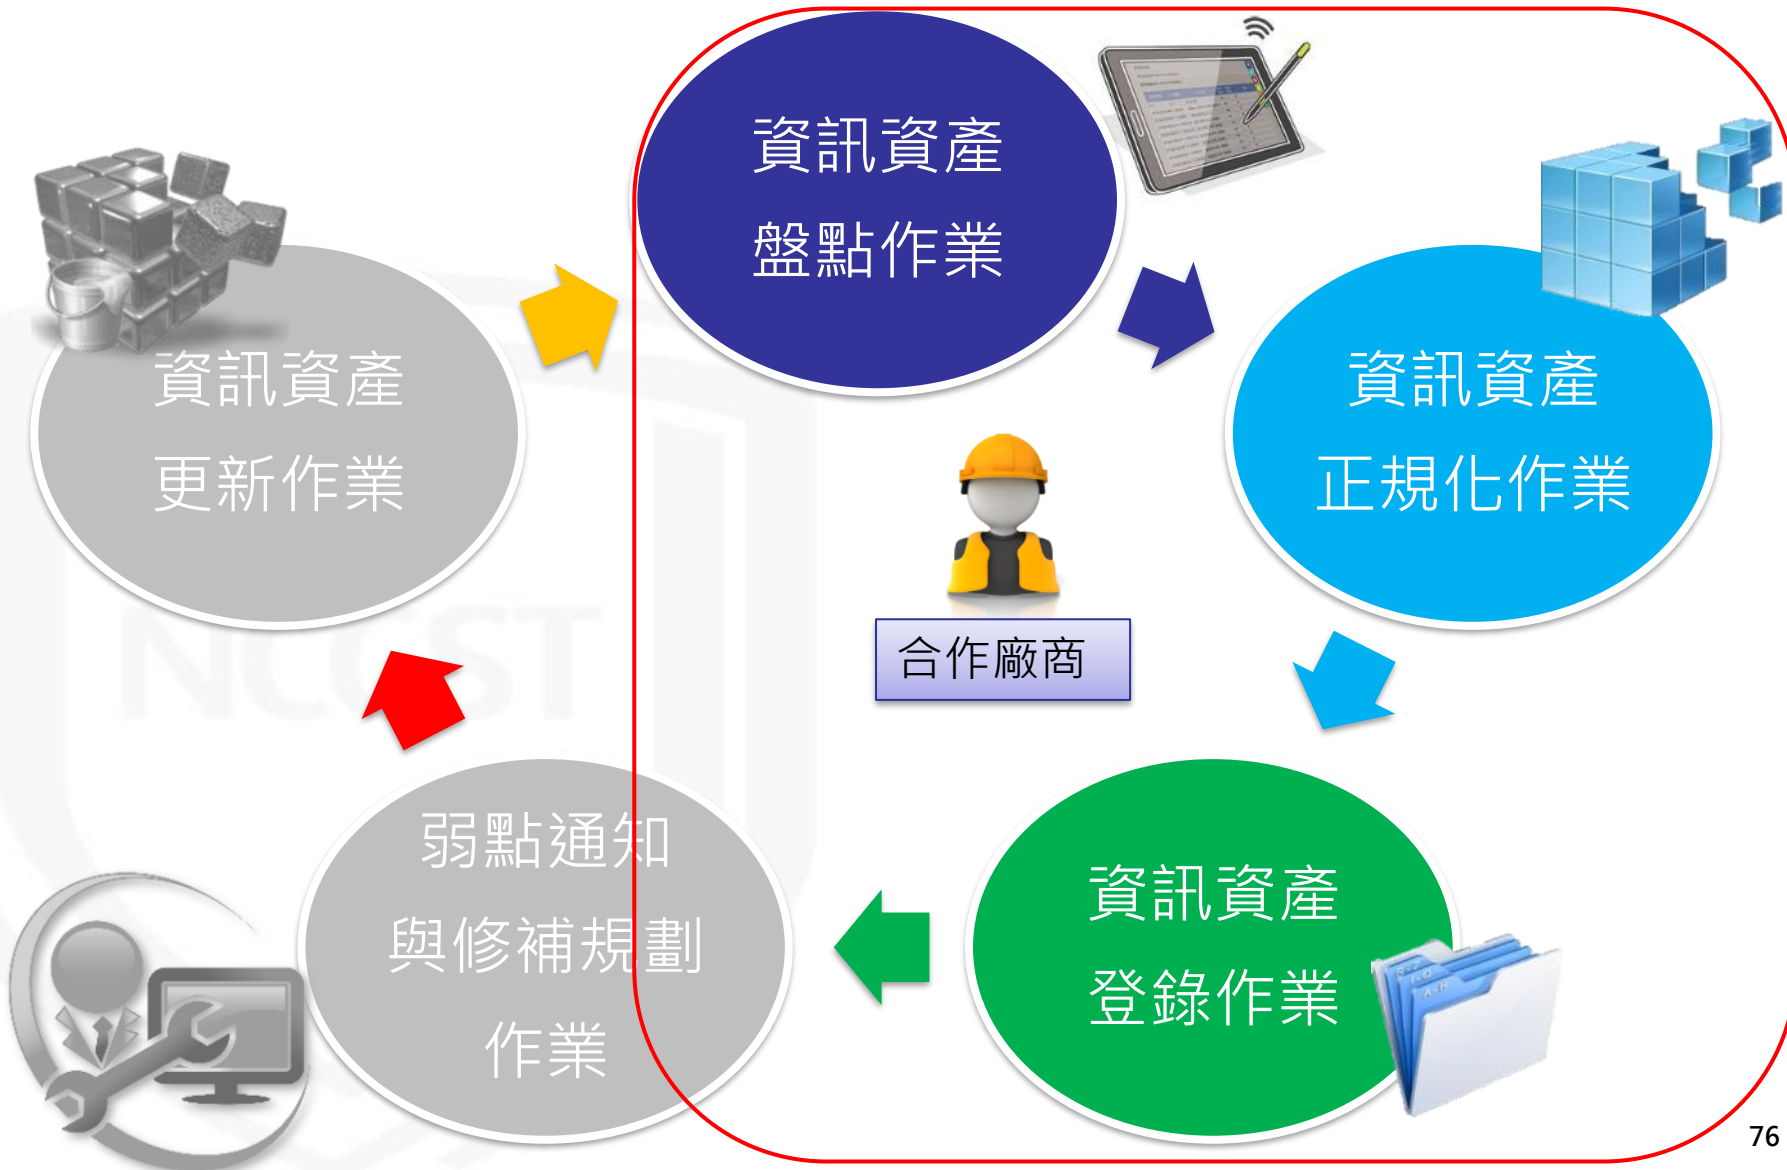 資訊資產
盤點作業
資訊資產
正規化作業
資訊資產
登錄作業
弱點通知
與修補規劃
作業
資訊資產
更新作業
合作廠商
NCCST
A-H
76